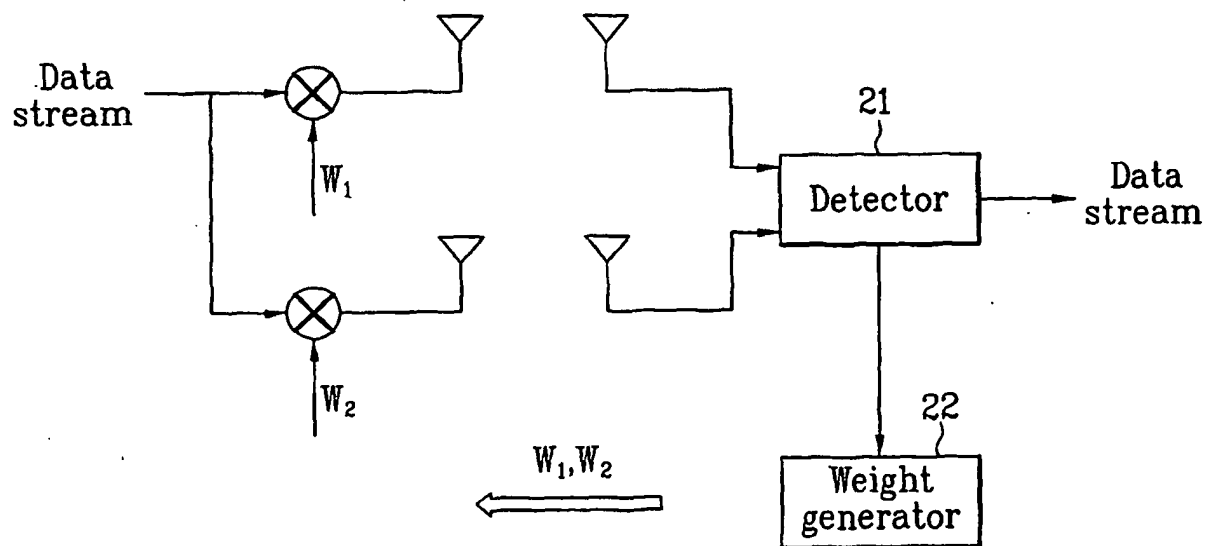 Data
stream
W1
W2
21
Detector
Data
stream
22
Weight
generator
W1,W2